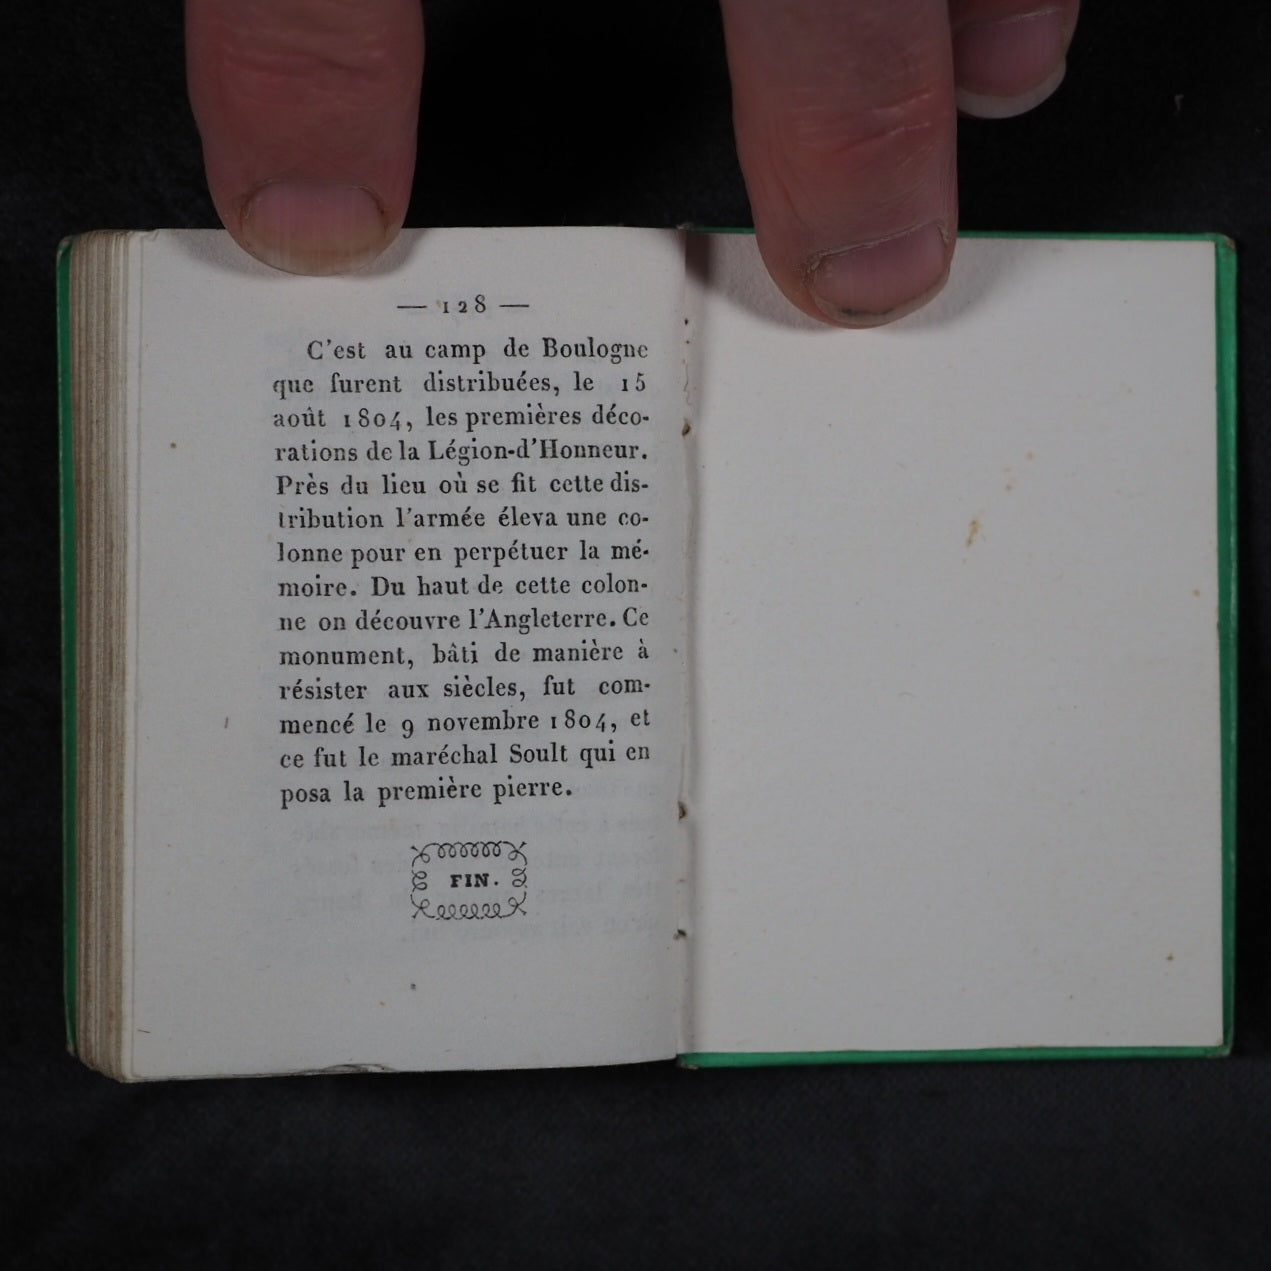 — 128 —
C'est au camp de Boulogne
que furent distribuées, le 15
août 1804, les premières déco-
rations de la Légion-d'Honneur.
Près du lieu où se fit cette dis-
tribution l'armée éleva une co-
lonne pour en perpétuer la mé-
moire. Du haut de cette colon-
ne on découvre l'Angleterre. Ce
monument, bâti de manière à
résister aux siècles, fut com-
mencé le 9 novembre 1804, et
ce fut le maréchal Soult qui en
posa la première pierre.
FIN.